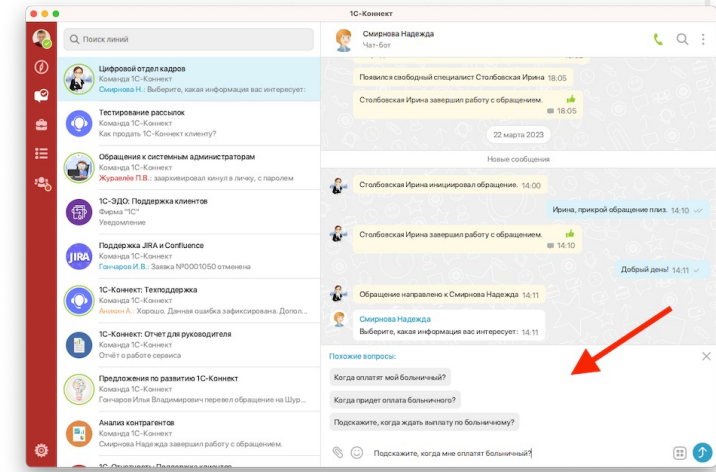 1С-Коннект
Поиск линий
Цифровой отдел кадров
Команда 1С-Коннект
Смирнова Н.: Выберите, какая информация вас интересует:
Тестирование рассылок
Команда 1С-Коннект
Как продать 1С-Коннект клиенту?
Обращения к системным администраторам
Команда 1С-Коннект
Журавлёв П.В.: заархивировал кинул в личку, с паролем
1С-ЭДО: Поддержка клиентов
Фирма "1С"
Уведомление
JIRA
Поддержка JIRA и Confluence
Команда 1С-Коннект
Гончаров И.В.: Заявка №0001050 отменена
1С-Коннект: Техподдержка
Команда 1С-Коннект
Аникин А.: Хорошо. Данная ошибка зафиксирована. Допол...
1С-Коннект: Отчет для руководителя
Команда 1С-Коннект
Отчёт о работе сервиса
Предложения по развитию 1С-Коннект
Команда 1С-Коннект
Гончаров Илья Владимирович перевел обращение на Шур...
Анализ контрагентов
Команда 1С-Коннект
Смирнова Надежда завершил работу с обращением.
1С-Отчетность: Поддержка клиентов
Смирнова Надежда
Чат-бот
Появился свободный специалист Столбовская Ирина 18:05
Столбовская Ирина завершил работу с обращением.
18:05
22 марта 2023
Новые сообщения
Столбовская Ирина инициировал обращение. 14:00
Ирина, прикрой обращение плиз. 14:10
Столбовская Ирина завершил работу с обращением.
14:10
Добрый день! 14:11
Обращение направлено к Смирнова Надежда 14:11
Смирнова Надежда
Выберите, какая информация вас интересует: 14:11
Похожие вопросы:
Когда оплатят мой больничный?
Когда придет оплата больничного?
Подскажите, когда ждать выплату по больничному?
Подскажите, когда мне оплатят больничный?